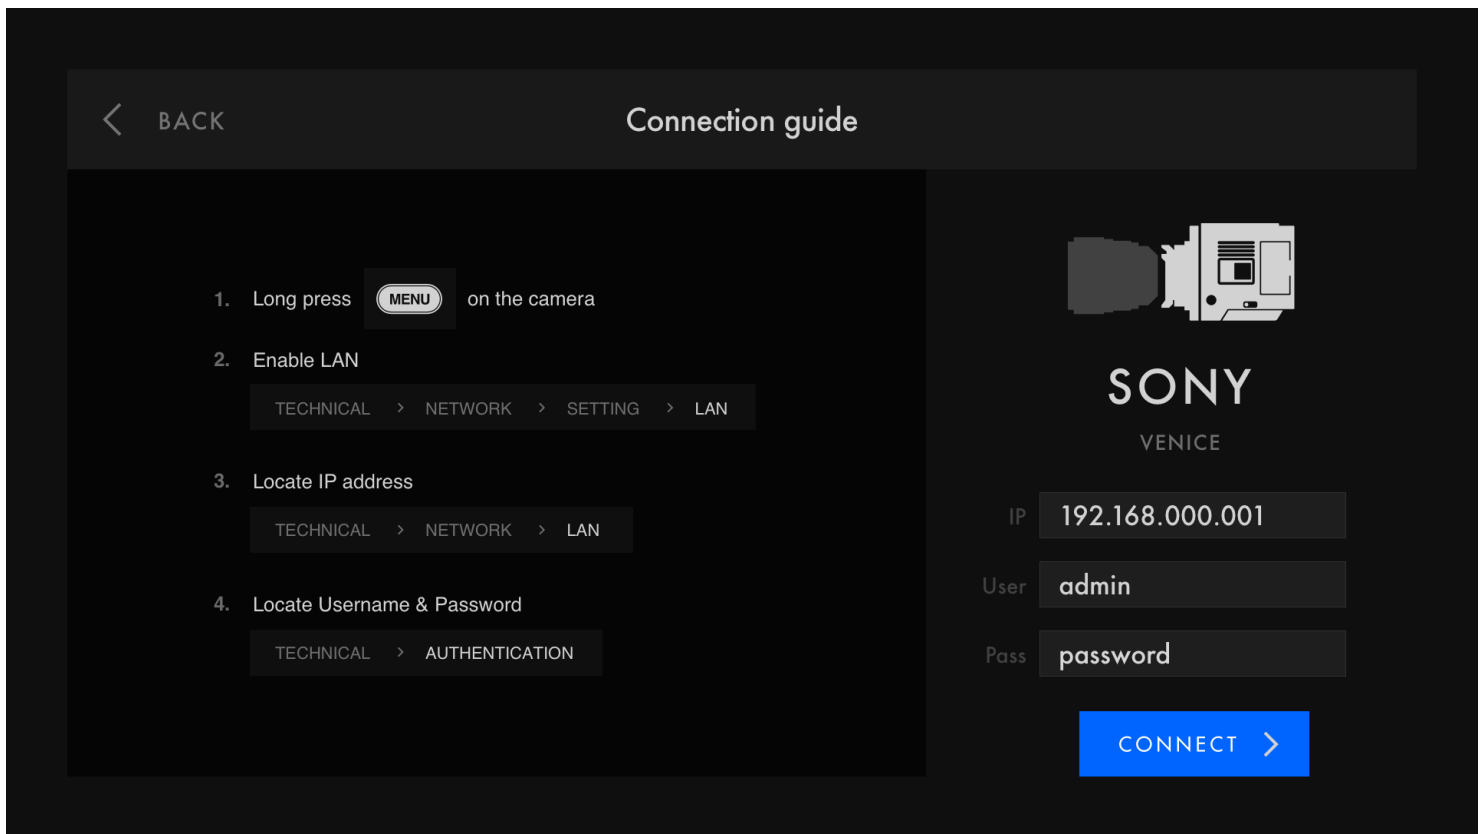 BACK
Connection guide
1. Long press MENU on the camera
2. Enable LAN
TECHNICAL > NETWORK > SETTING > LAN
3. Locate IP address
TECHNICAL > NETWORK > LAN
4. Locate Username & Password
TECHNICAL > AUTHENTICATION
SONY
VENICE
IP 192.168.000.001
User admin
Pass password
CONNECT